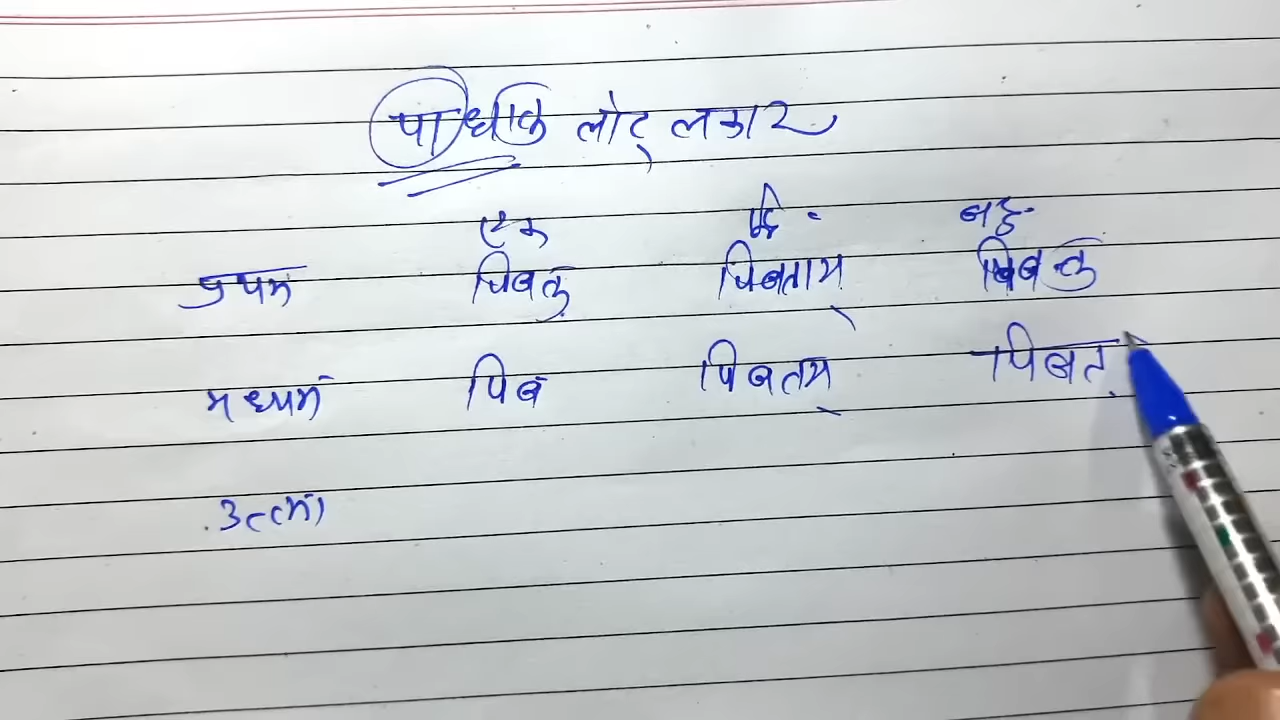 पा धातु लोट् लकार
एक द्वि- बहु-
प्रथम पिबतु पिबताम् पिबन्तु
मध्यम पिब पिबतम् पिबत
उत्तम